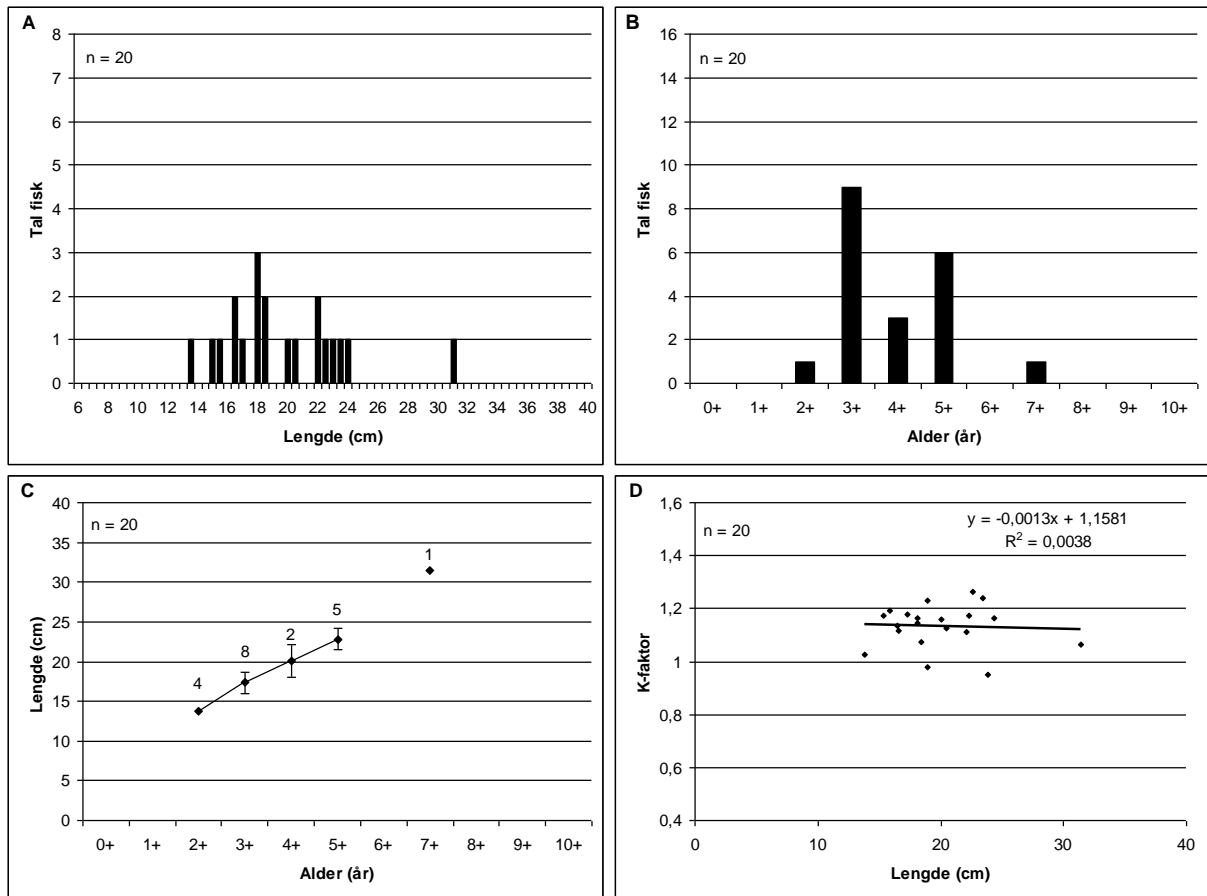 A
n = 20
Tal fisk
8
7
6
5
4
3
2
1
0
6 8 10 12 14 16 18 20 22 24 26 28 30 32 34 36 38 40
Lengde (cm)
B
n = 20
Tal fisk
16
14
12
10
8
6
4
2
0
0+ 1+ 2+ 3+ 4+ 5+ 6+ 7+ 8+ 9+ 10+
Alder (år)
C
n = 20
Lengde (cm)
40
35
30
25
20
15
10
5
0
4 8 2 5 1
0+ 1+ 2+ 3+ 4+ 5+ 6+ 7+ 8+ 9+ 10+
Alder (år)
D
n = 20
y = -0,0013x + 1,1581
R² = 0,0038
K-faktor
1,6
1,4
1,2
1
0,8
0,6
0,4
0 10 20 30 40
Lengde (cm)